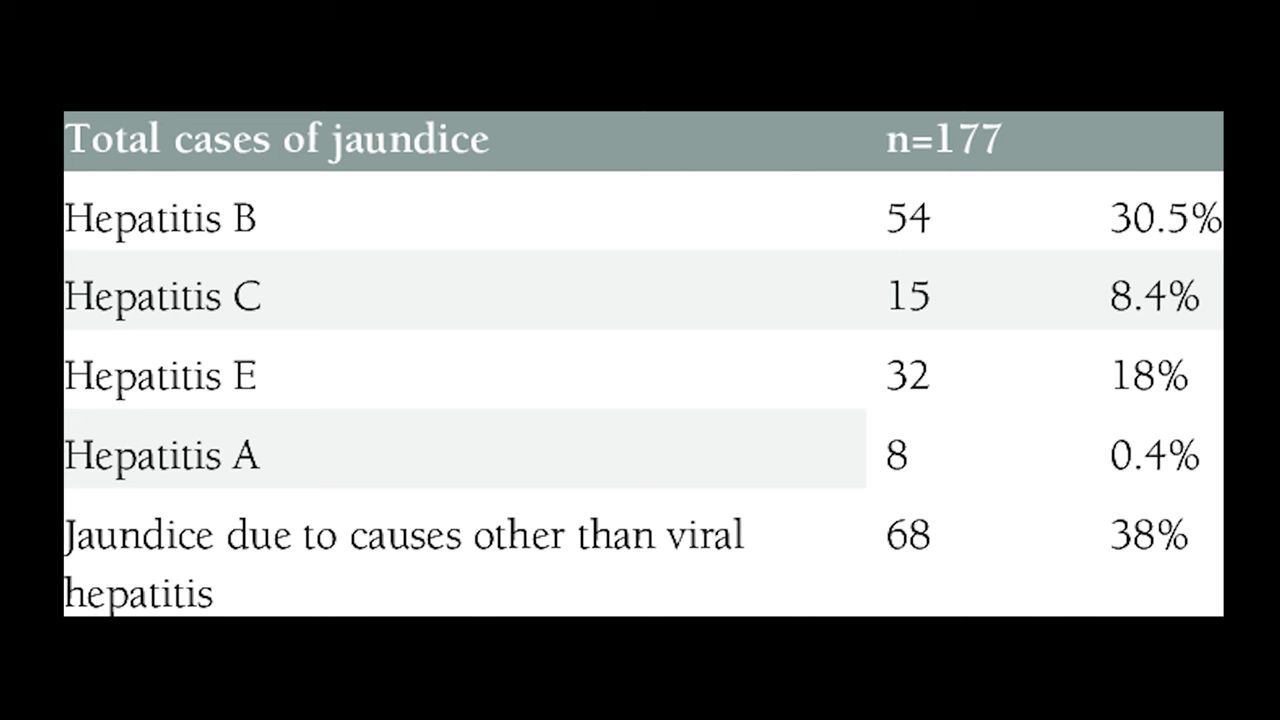 Total cases of jaundice n=177
Hepatitis B 54 30.5%
Hepatitis C 15 8.4%
Hepatitis E 32 18%
Hepatitis A 8 0.4%
Jaundice due to causes other than viral 68 38%
hepatitis